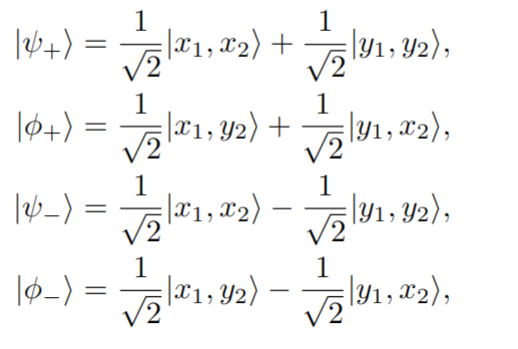 |ψ₊⟩ = 1/√2 |x₁, x₂⟩ + 1/√2 |y₁, y₂⟩,
|ϕ₊⟩ = 1/√2 |x₁, y₂⟩ + 1/√2 |y₁, x₂⟩,
|ψ₋⟩ = 1/√2 |x₁, x₂⟩ − 1/√2 |y₁, y₂⟩,
|ϕ₋⟩ = 1/√2 |x₁, y₂⟩ − 1/√2 |y₁, x₂⟩,